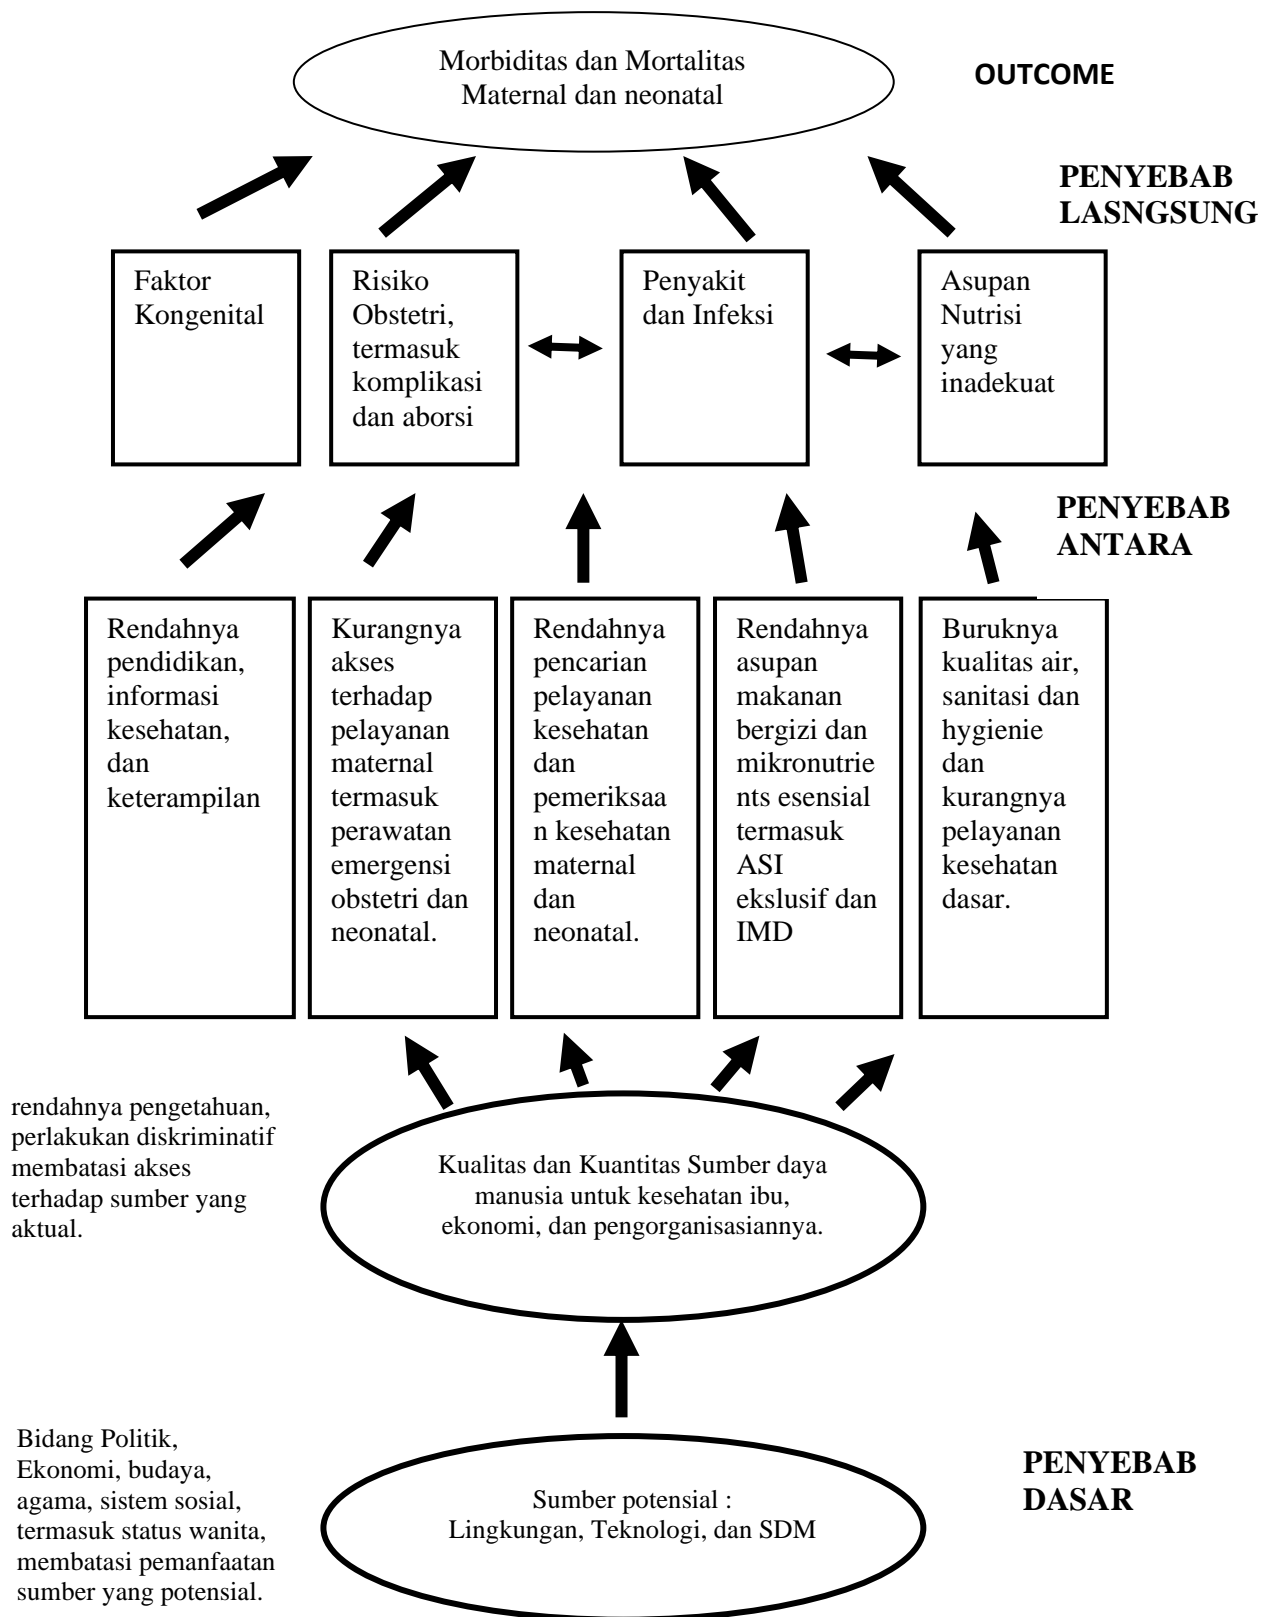 Morbiditas dan Mortalitas
Maternal dan neonatal
OUTCOME
PENYEBAB
LASNGSUNG
Faktor
Kongenital
Risiko
Obstetri,
termasuk
komplikasi
dan aborsi
Penyakit
dan Infeksi
Asupan
Nutrisi
yang
inadekuat
PENYEBAB
ANTARA
Rendahnya
pendidikan,
informasi
kesehatan,
dan
keterampilan
Kurangnya
akses
terhadap
pelayanan
maternal
termasuk
perawatan
emergensi
obstetri dan
neonatal.
Rendahnya
pencarian
pelayanan
kesehatan
dan
pemeriksaa
n kesehatan
maternal
dan
neonatal.
Rendahnya
asupan
makanan
bergizi dan
mikronutrie
nts esensial
termasuk
ASI
ekslusif dan
IMD
Buruknya
kualitas air,
sanitasi dan
hygienie
dan
kurangnya
pelayanan
kesehatan
dasar.
rendahnya pengetahuan,
perlakukan diskriminatif
membatasi akses
terhadap sumber yang
aktual.
Kualitas dan Kuantitas Sumber daya
manusia untuk kesehatan ibu,
ekonomi, dan pengorganisasiannya.
Bidang Politik,
Ekonomi, budaya,
agama, sistem sosial,
termasuk status wanita,
membatasi pemanfaatan
sumber yang potensial.
Sumber potensial :
Lingkungan, Teknologi, dan SDM
PENYEBAB
DASAR